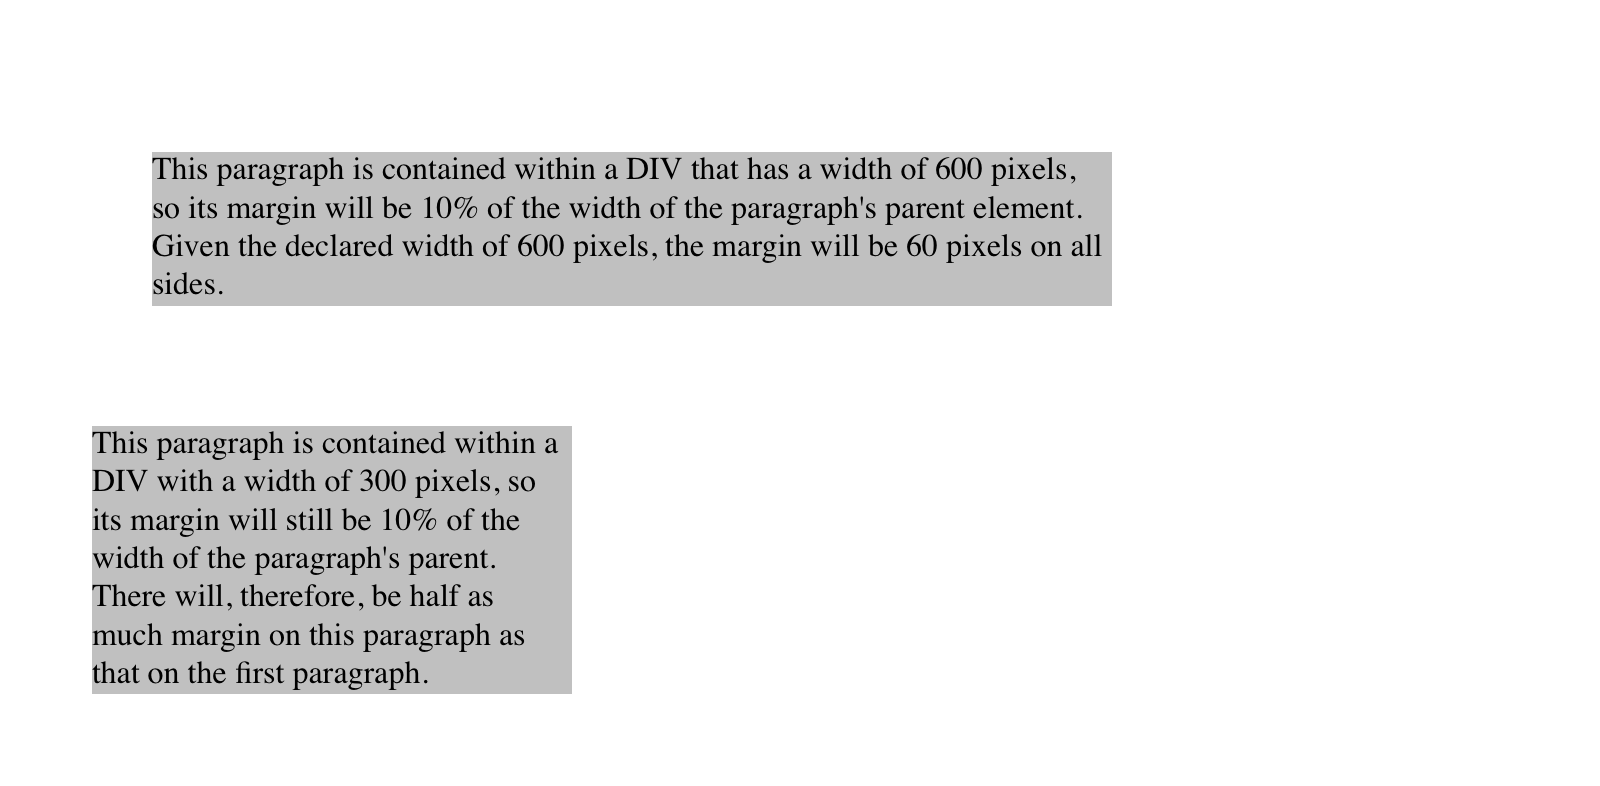 This paragraph is contained within a DIV that has a width of 600 pixels,
so its margin will be 10% of the width of the paragraph's parent element.
Given the declared width of 600 pixels, the margin will be 60 pixels on all
sides.
This paragraph is contained within a
DIV with a width of 300 pixels, so
its margin will still be 10% of the
width of the paragraph's parent.
There will, therefore, be half as
much margin on this paragraph as
that on the first paragraph.